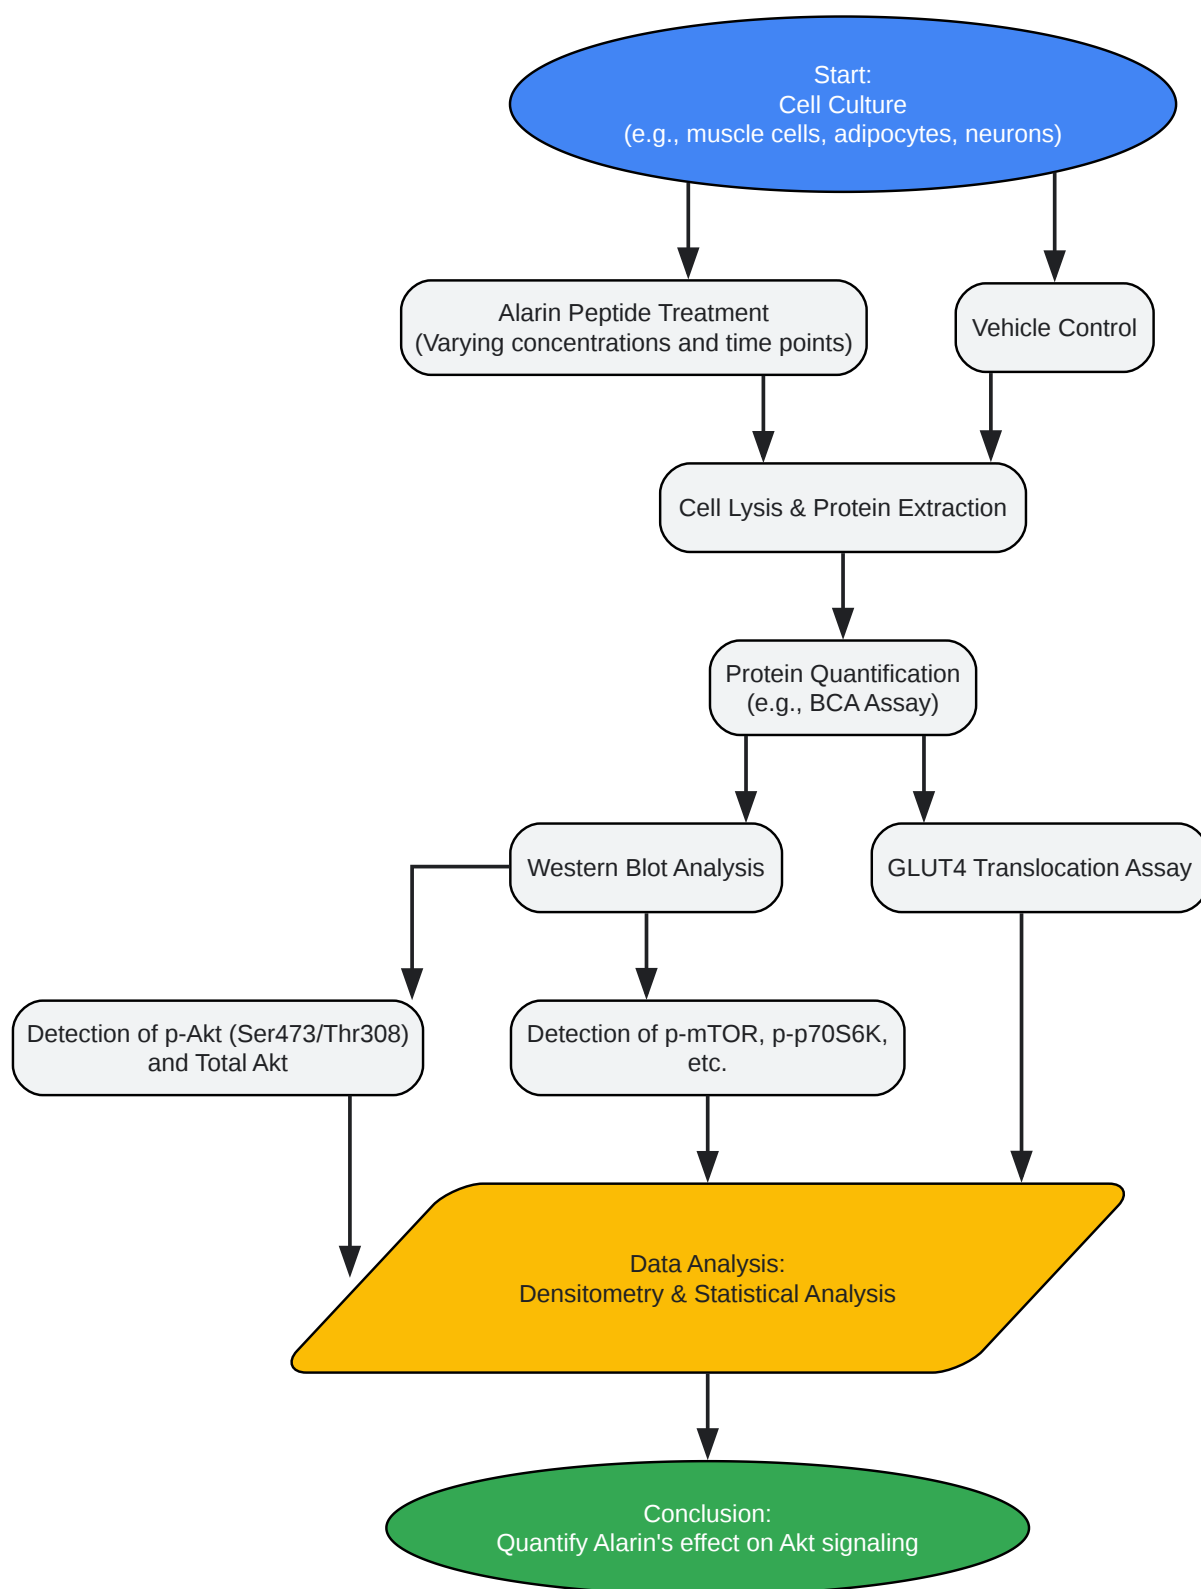 Start:
Cell Culture
(e.g., muscle cells, adipocytes, neurons)
Alarin Peptide Treatment
(Varying concentrations and time points)
Vehicle Control
Cell Lysis & Protein Extraction
Protein Quantification
(e.g., BCA Assay)
Western Blot Analysis
GLUT4 Translocation Assay
Detection of p-Akt (Ser473/Thr308)
and Total Akt
Detection of p-mTOR, p-p70S6K,
etc.
Data Analysis:
Densitometry & Statistical Analysis
Conclusion:
Quantify Alarin's effect on Akt signaling